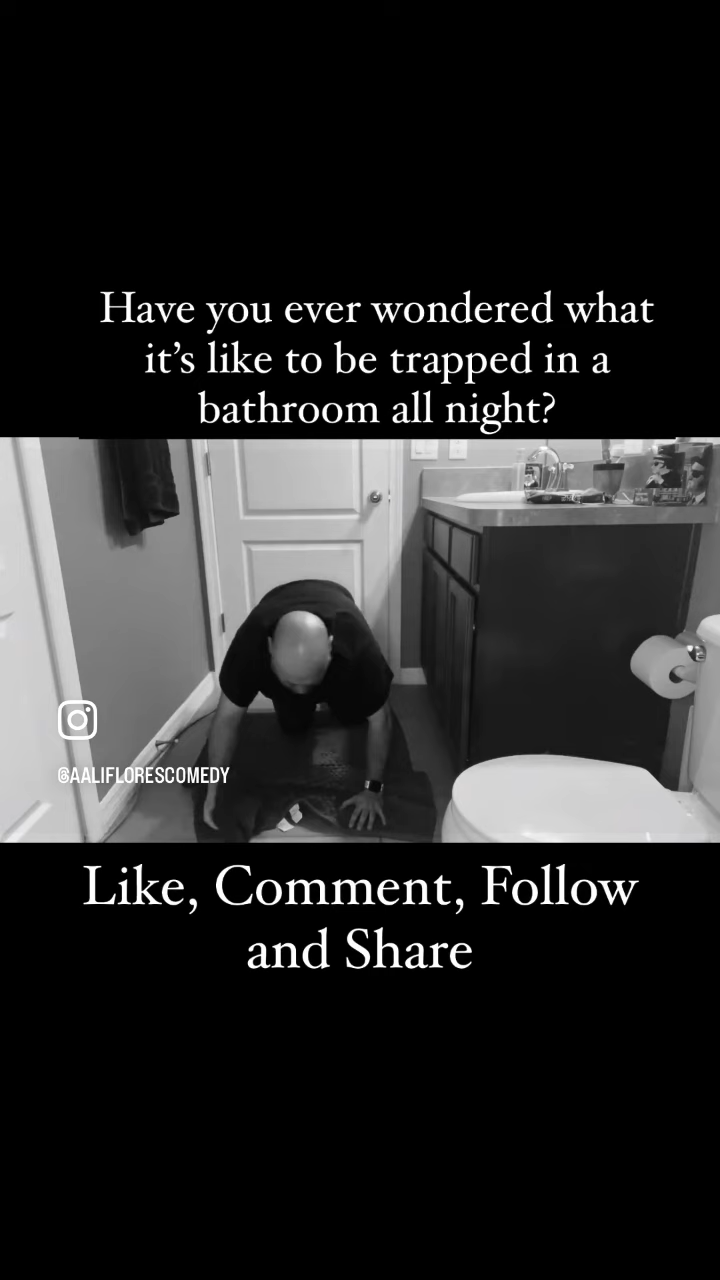 Have you ever wondered what
it's like to be trapped in a
bathroom all night?
@AALIFLORESCOMEDY
Like, Comment, Follow
and Share